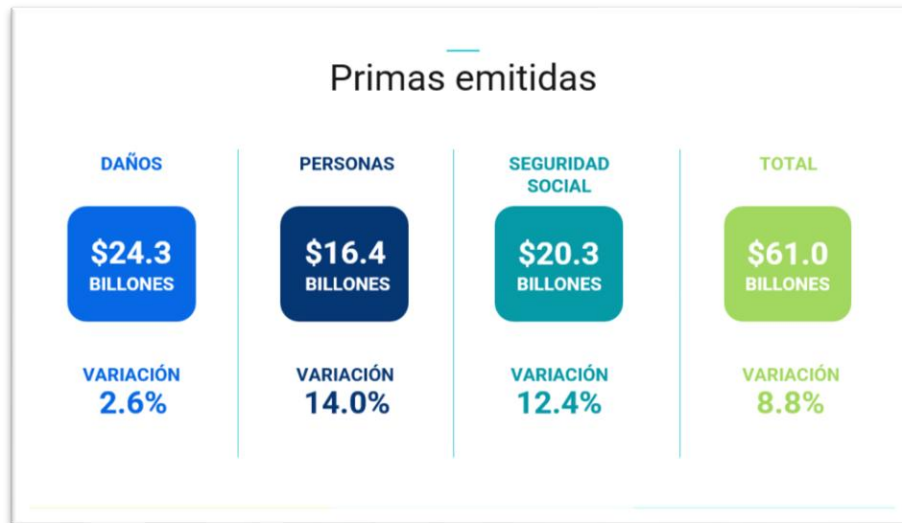 Primas emitidas
DAÑOS
$24.3
BILLONES
VARIACIÓN
2.6%
PERSONAS
$16.4
BILLONES
VARIACIÓN
14.0%
SEGURIDAD
SOCIAL
$20.3
BILLONES
VARIACIÓN
12.4%
TOTAL
$61.0
BILLONES
VARIACIÓN
8.8%